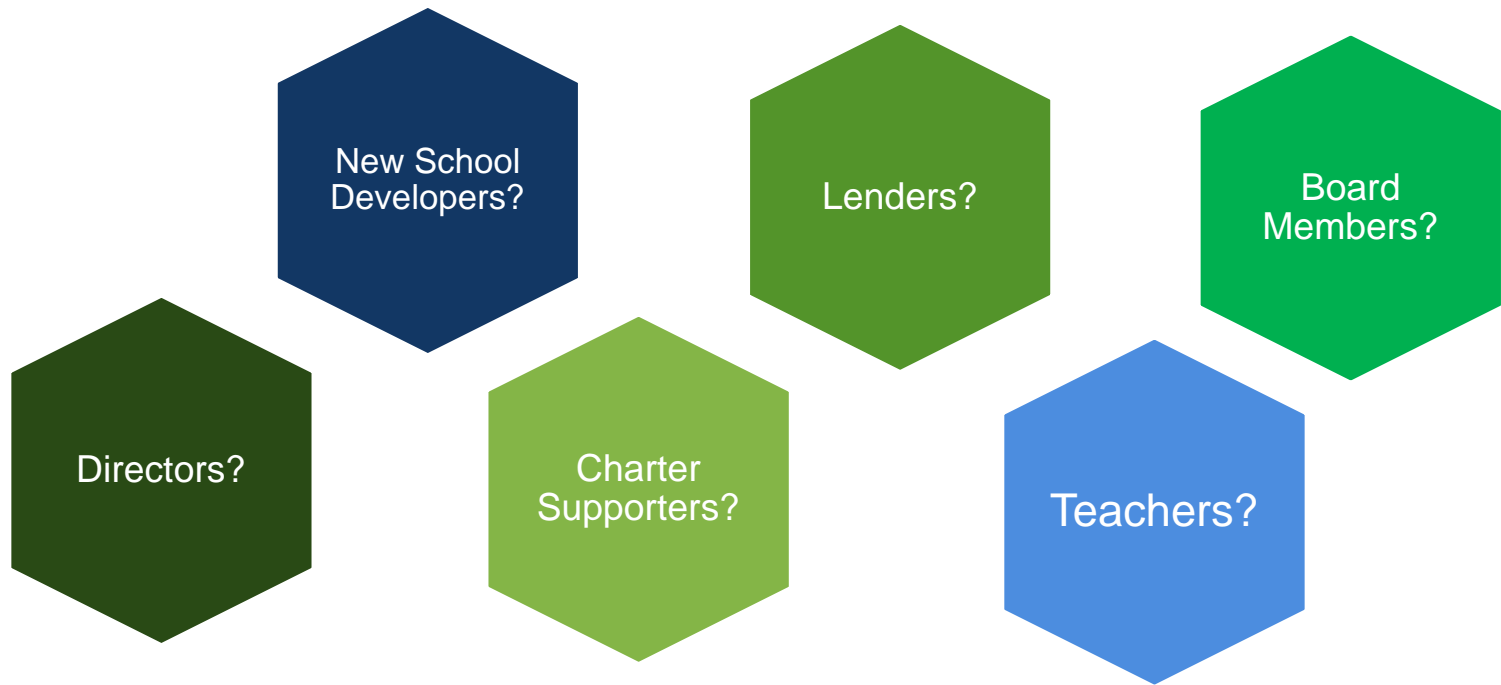 New School
Developers?
Lenders?
Board
Members?
Directors?
Charter
Supporters?
Teachers?